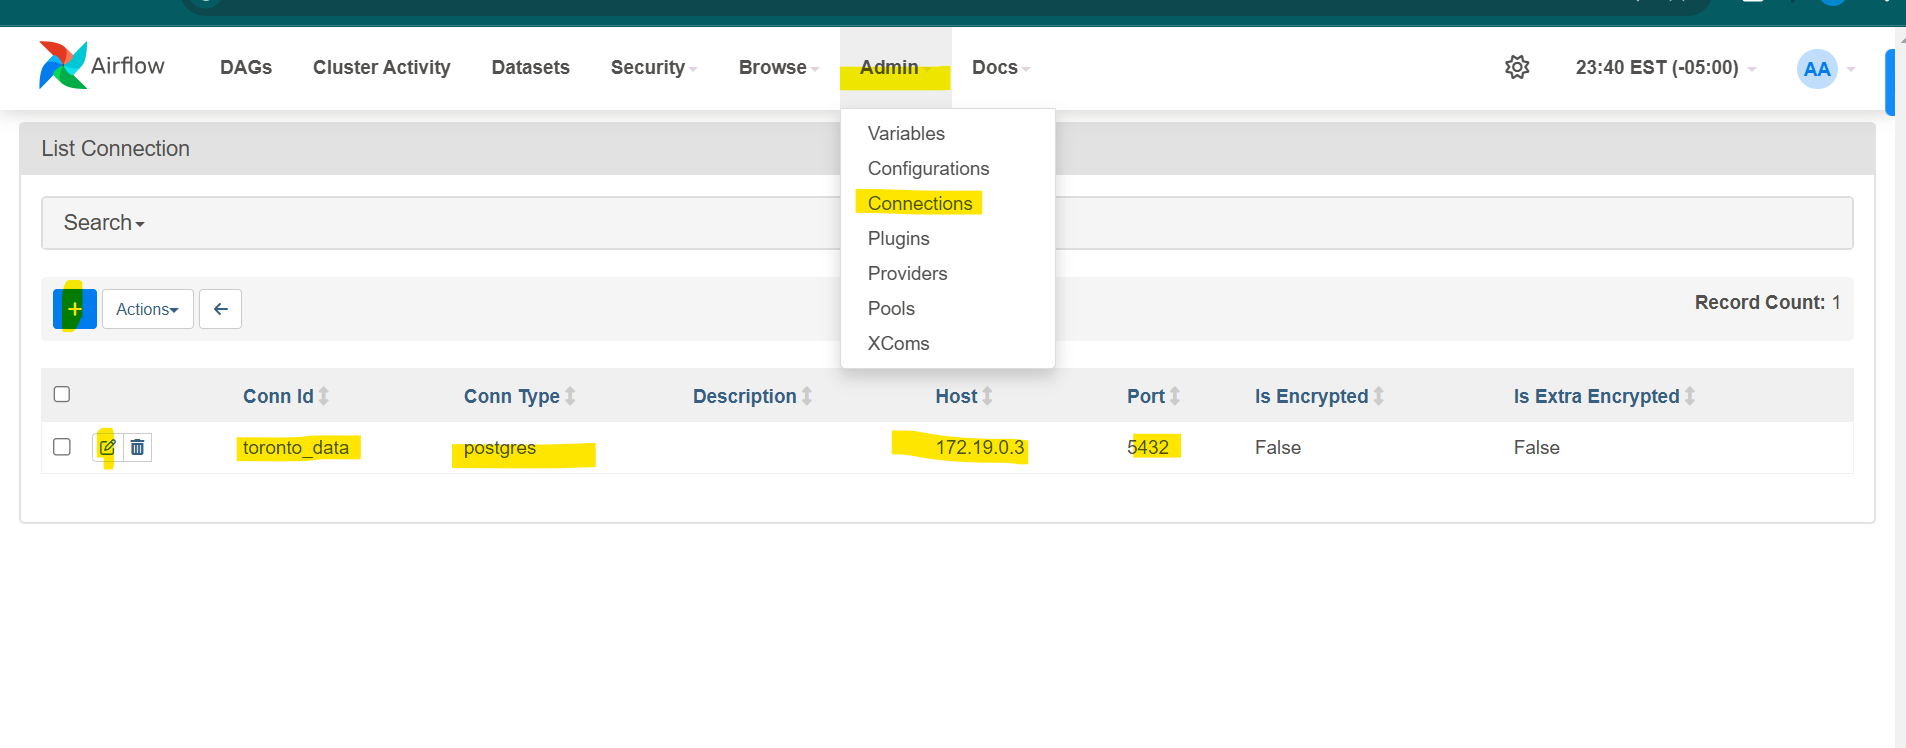 Airflow DAGs Cluster Activity Datasets Security Browse Admin Docs 23:40 EST (-05:00) AA
List Connection
Variables
Configurations
Connections
Plugins
Providers
Pools
XComs
Search
+ Actions Record Count: 1
Conn Id Conn Type Description Host Port Is Encrypted Is Extra Encrypted
toronto_data postgres 172.19.0.3 5432 False False